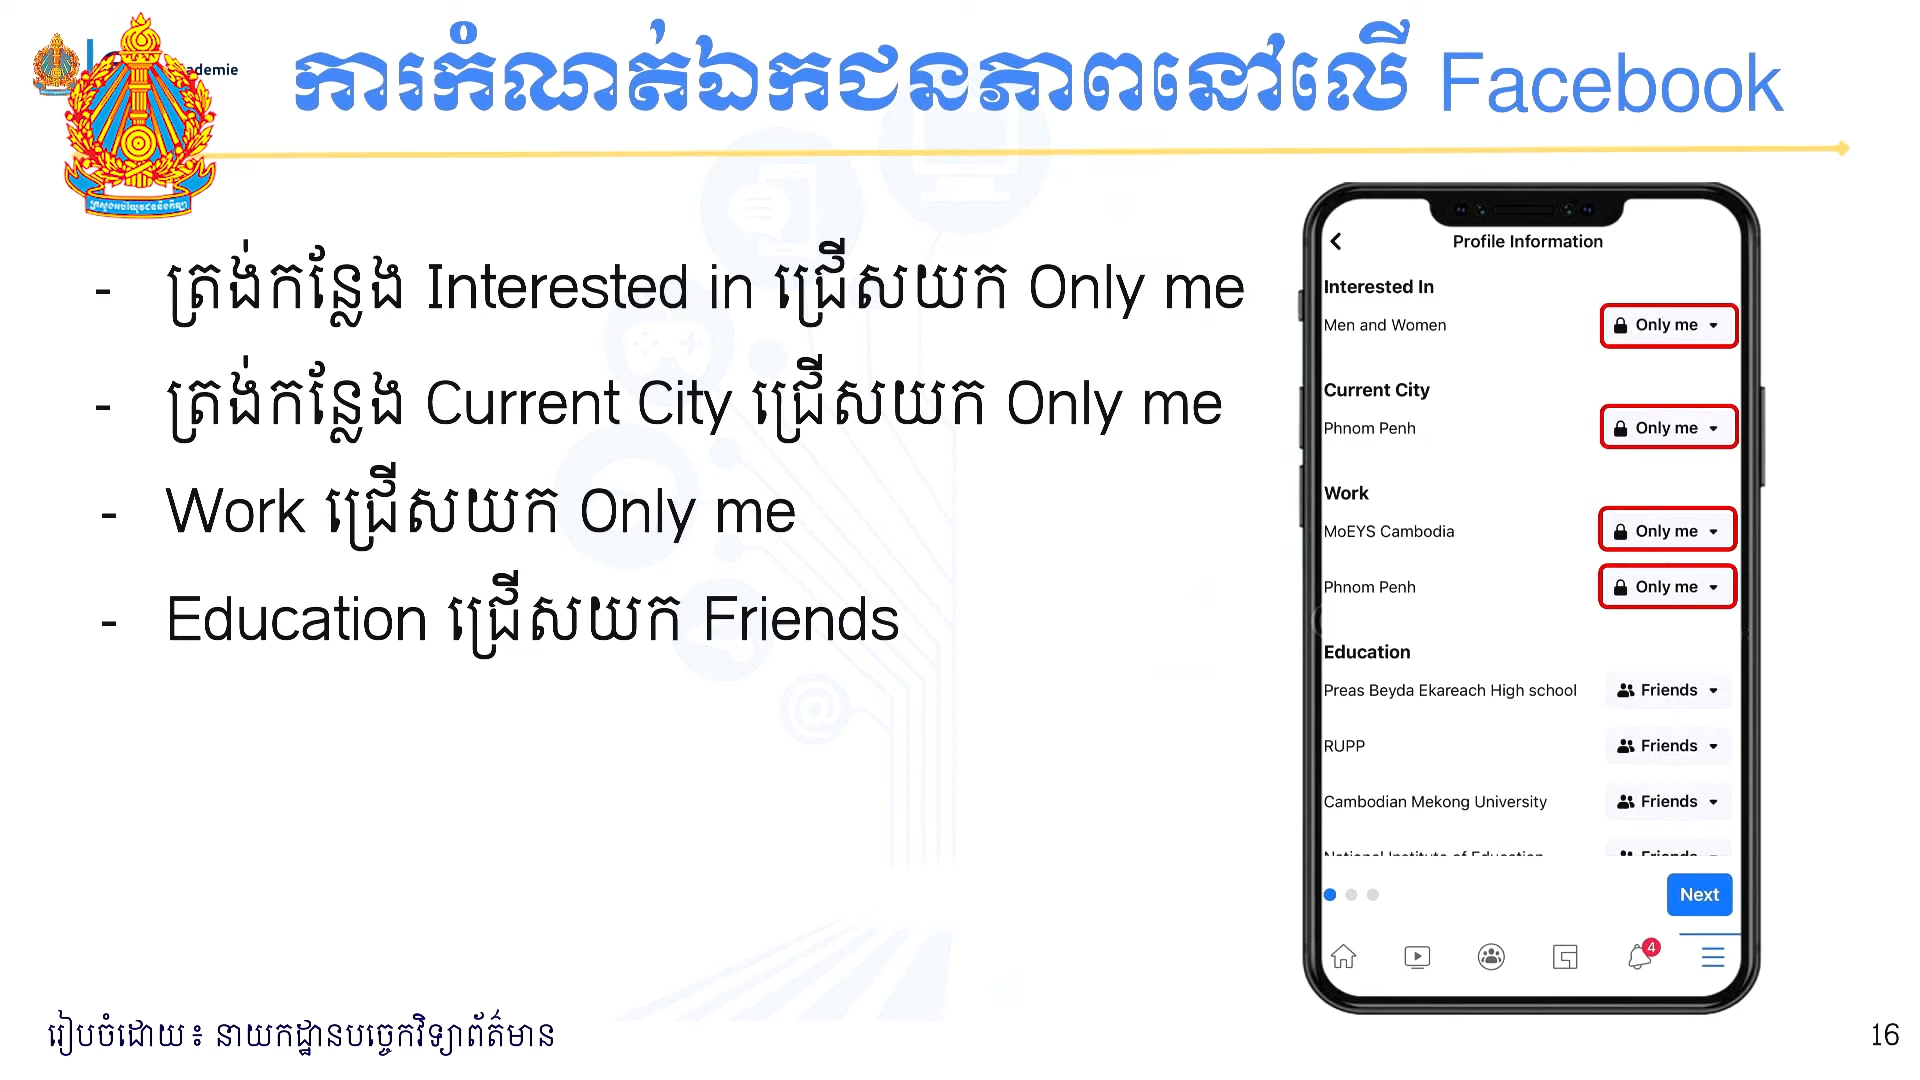 ademie
ការកំណត់ឯកជនភាពនៅលើ Facebook
- ត្រង់កន្លែង Interested in ជ្រើសយក Only me
- ត្រង់កន្លែង Current City ជ្រើសយក Only me
- Work ជ្រើសយក Only me
- Education ជ្រើសយក Friends
Profile Information
Interested In
Men and Women Only me
Current City
Phnom Penh Only me
Work
MoEYS Cambodia Only me
Phnom Penh Only me
Education
Preas Beyda Ekareach High school Friends
RUPP Friends
Cambodian Mekong University Friends
National Institute of Education Friends
Next
4
រៀបចំដោយ៖ នាយកដ្ឋានបច្ចេកវិទ្យាព័ត៌មាន
16